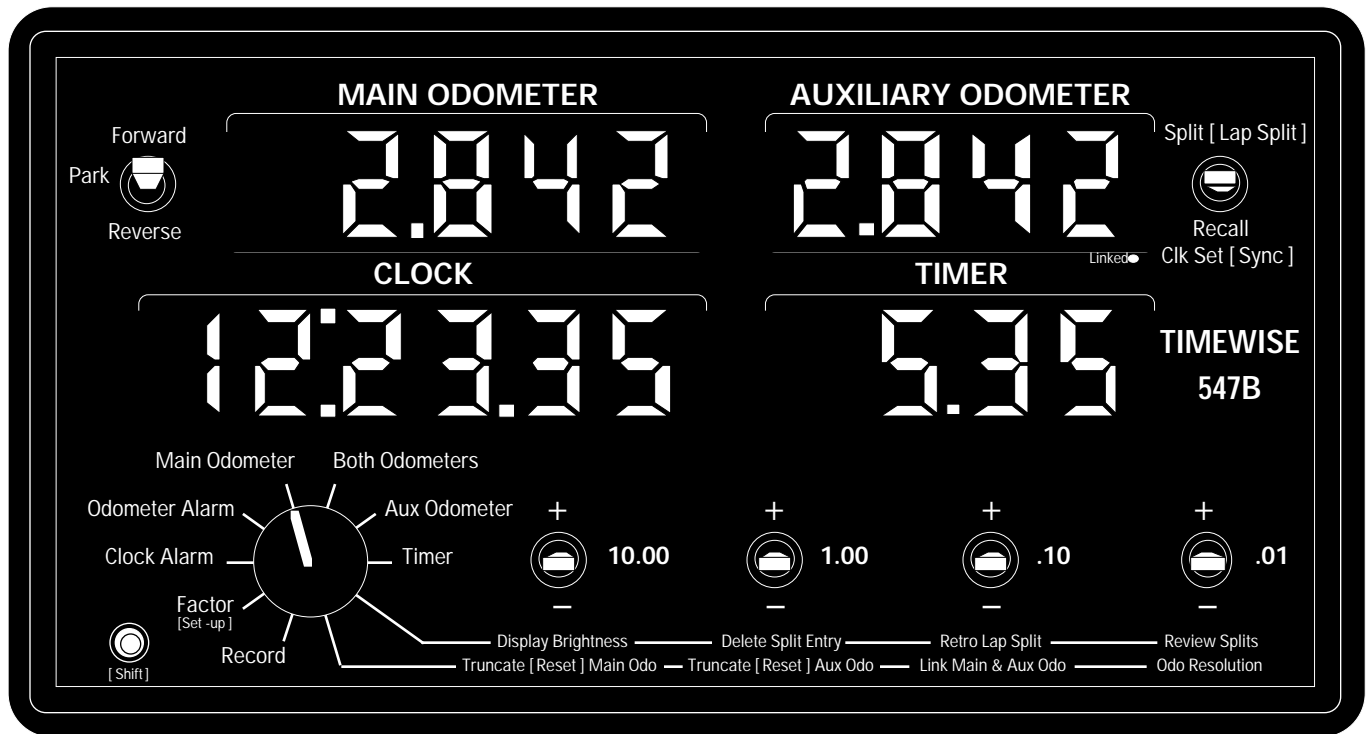 MAIN ODOMETER
AUXILIARY ODOMETER
Forward
Park
Reverse
2.842
2.842
Split [ Lap Split ]
Recall
Clk Set [ Sync ]
Linked
CLOCK
TIMER
12:23.35
5.35
TIMEWISE
547B
Main Odometer
Both Odometers
Odometer Alarm
Aux Odometer
Clock Alarm
Timer
Factor
[Set -up ]
Record
[ Shift ]
+ + + +
10.00 1.00 .10 .01
− − − −
Display Brightness Delete Split Entry Retro Lap Split Review Splits
Truncate [ Reset ] Main Odo Truncate [ Reset ] Aux Odo Link Main & Aux Odo Odo Resolution